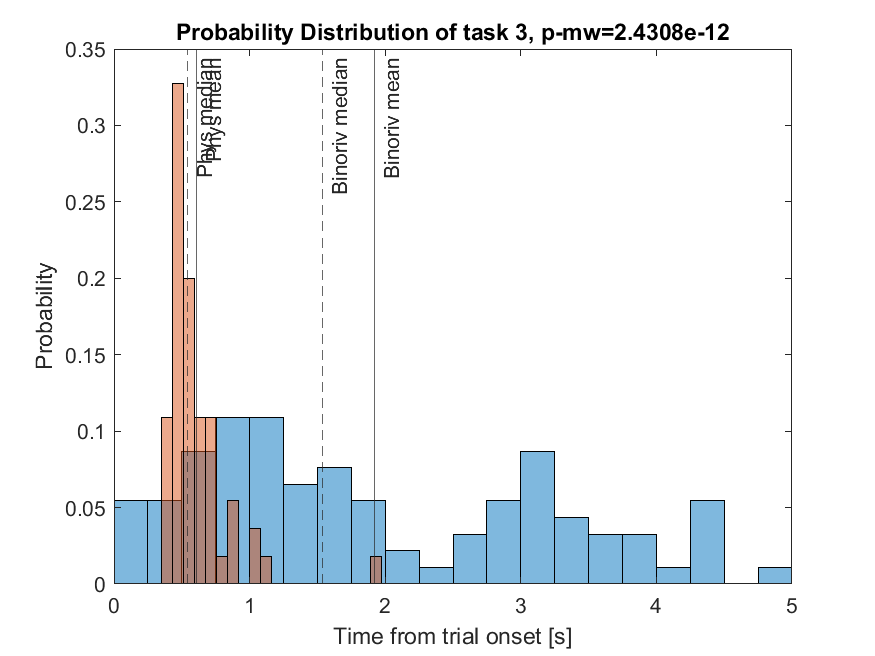 Probability Distribution of task 3, p-mw=2.4308e-12
0.35
0.3
0.25
0.2
0.15
0.1
0.05
0
Probability
Phys median
Phys mean
Binoriv median
Binoriv mean
0 1 2 3 4 5
Time from trial onset [s]